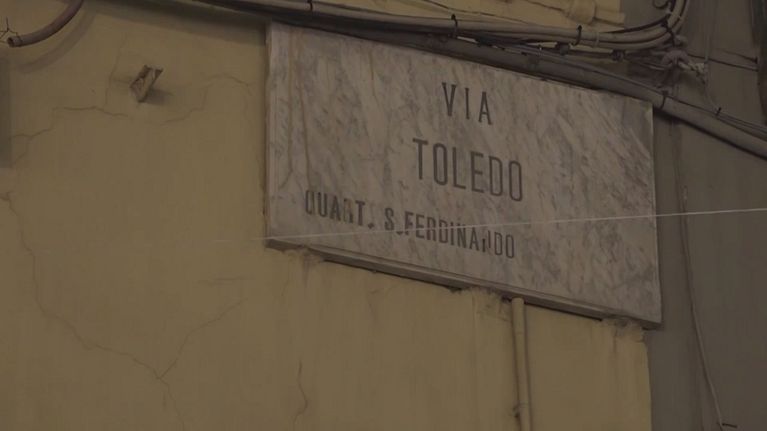 VIA
TOLEDO
QUART. S.FERDINANDO